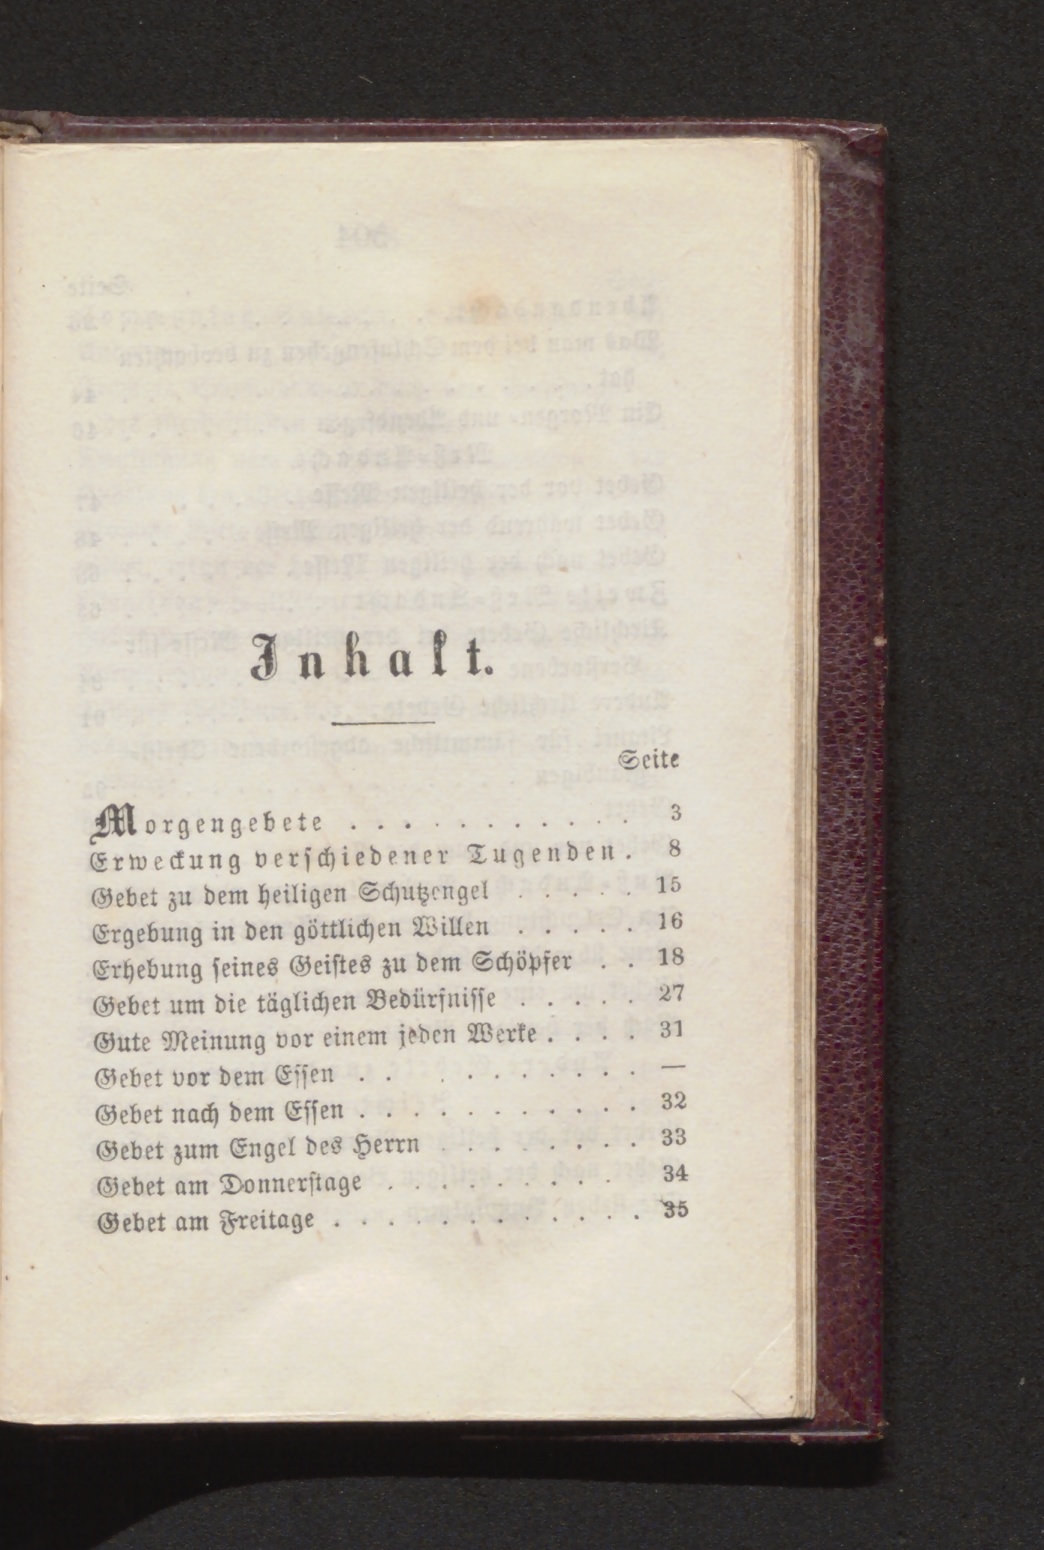 Inhalt.
Seite
Morgengebete . . . . . . . . . . . 3
Erweckung verschiedener Tugenden . 8
Gebet zu dem heiligen Schutzengel . . . . . 15
Ergebung in den göttlichen Willen . . . . . 16
Erhebung seines Geistes zu dem Schöpfer . . 18
Gebet um die täglichen Bedürfnisse . . . . . 27
Gute Meinung vor einem jeden Werke . . . . 31
Gebet vor dem Essen . . . . . . . . . . —
Gebet nach dem Essen . . . . . . . . . . . 32
Gebet zum Engel des Herrn . . . . . . . . 33
Gebet am Donnerstage . . . . . . . . . 34
Gebet am Freitage . . . . . . . . . . . . 35